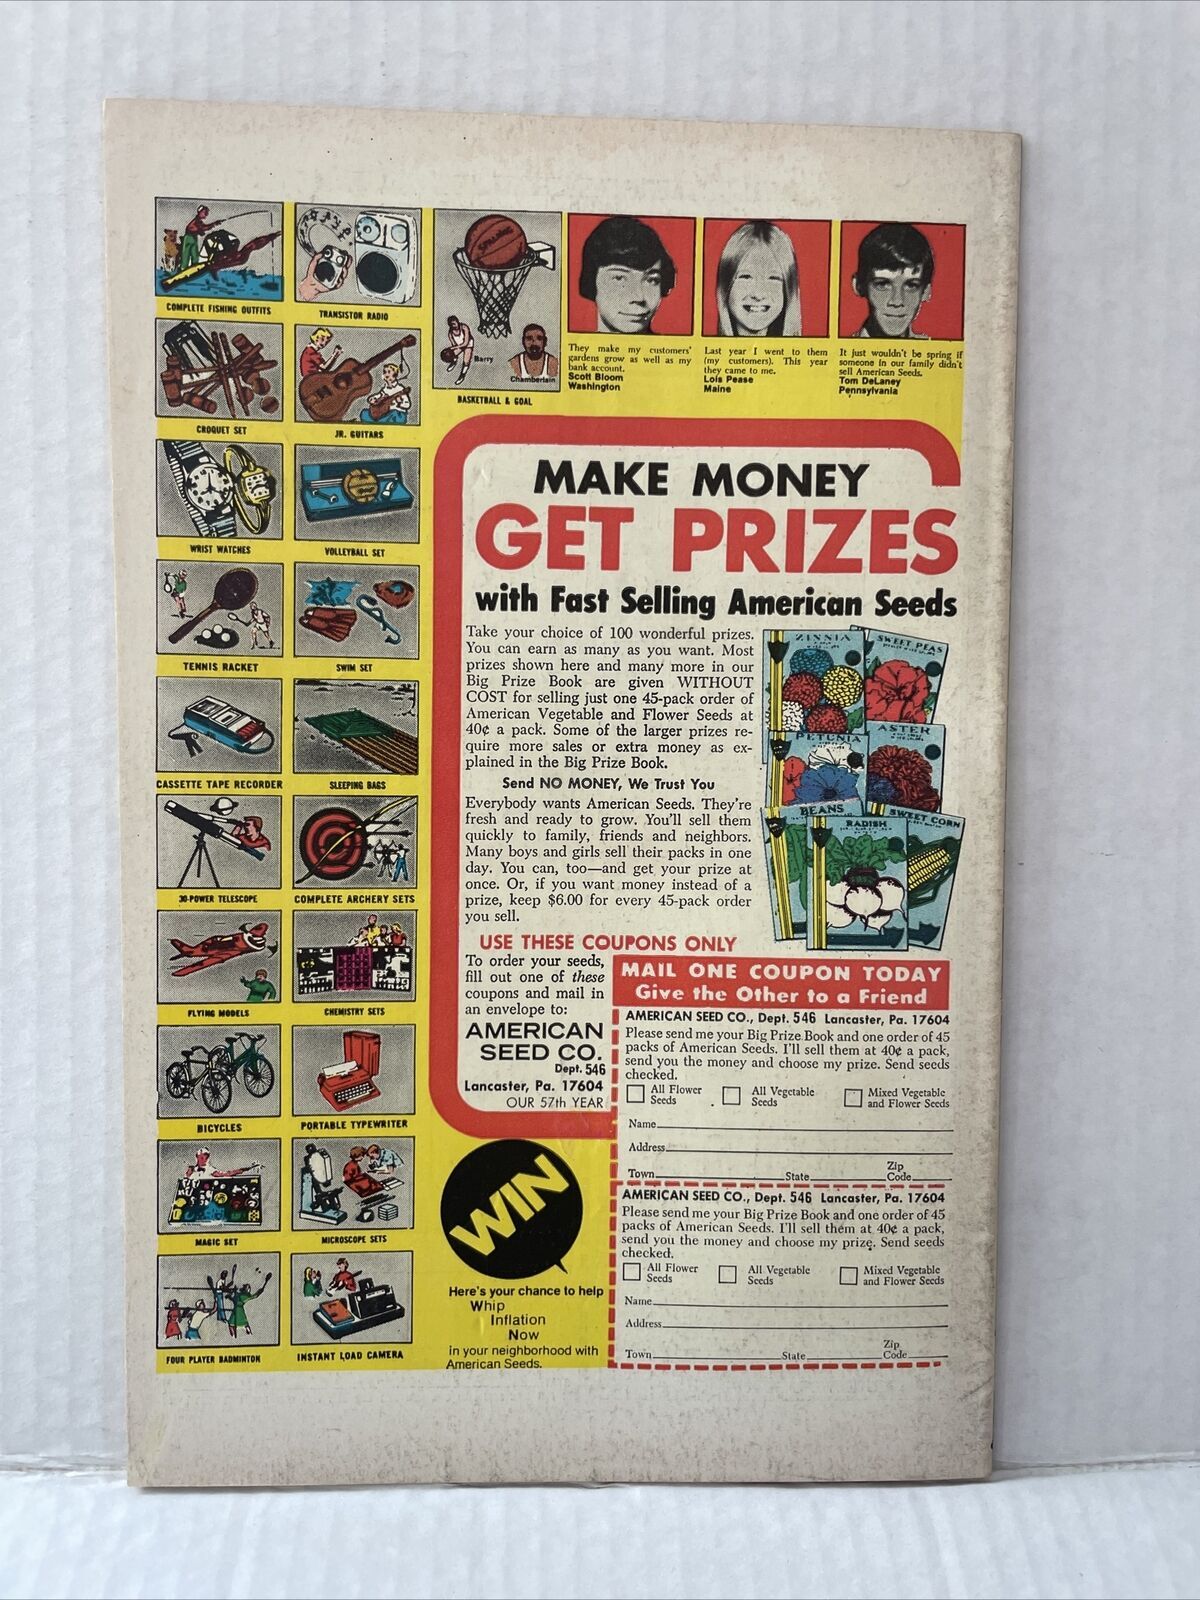 COMPLETE FISHING OUTFITS
TRANSISTOR RADIO
CROQUET SET
JR. GUITARS
WRIST WATCHES
VOLLEYBALL SET
TENNIS RACKET
SWIM SET
CASSETTE TAPE RECORDER
SLEEPING BAGS
30-POWER TELESCOPE
COMPLETE ARCHERY SETS
FLYING MODELS
CHEMISTRY SETS
BICYCLES
PORTABLE TYPEWRITER
MAGIC SET
MICROSCOPE SETS
FOUR PLAYER BADMINTON
INSTANT LOAD CAMERA
SPALDING
Barry
Chamberlain
BASKETBALL & GOAL
They make my customers'
gardens grow as well as my
bank account.
Scott Bloom
Washington
Last year I went to them
(my customers). This year
they came to me.
Lois Pease
Maine
It just wouldn't be spring if
someone in our family didn't
sell American Seeds.
Tom DeLaney
Pennsylvania
MAKE MONEY
GET PRIZES
with Fast Selling American Seeds
Take your choice of 100 wonderful prizes.
You can earn as many as you want. Most
prizes shown here and many more in our
Big Prize Book are given WITHOUT
COST for selling just one 45-pack order of
American Vegetable and Flower Seeds at
40¢ a pack. Some of the larger prizes re-
quire more sales or extra money as ex-
plained in the Big Prize Book.
Send NO MONEY, We Trust You
Everybody wants American Seeds. They're
fresh and ready to grow. You'll sell them
quickly to family, friends and neighbors.
Many boys and girls sell their packs in one
day. You can, too—and get your prize at
once. Or, if you want money instead of a
prize, keep $6.00 for every 45-pack order
you sell.
ZINNIA
SWEET PEAS
PETUNIA
ASTER
BEANS
RADISH
SWEET CORN
USE THESE COUPONS ONLY
To order your seeds,
fill out one of these
coupons and mail in
an envelope to:
AMERICAN
SEED CO.
Dept. 546
Lancaster, Pa. 17604
OUR 57th YEAR
MAIL ONE COUPON TODAY
Give the Other to a Friend
AMERICAN SEED CO., Dept. 546 Lancaster, Pa. 17604
Please send me your Big Prize Book and one order of 45
packs of American Seeds. I'll sell them at 40¢ a pack,
send you the money and choose my prize. Send seeds
checked.
All Flower Seeds All Vegetable Seeds Mixed Vegetable and Flower Seeds
Name
Address
Town State Zip Code
AMERICAN SEED CO., Dept. 546 Lancaster, Pa. 17604
Please send me your Big Prize Book and one order of 45
packs of American Seeds. I'll sell them at 40¢ a pack,
send you the money and choose my prize. Send seeds
checked.
All Flower Seeds All Vegetable Seeds Mixed Vegetable and Flower Seeds
Name
Address
Town State Zip Code
WIN
Here's your chance to help
Whip
Inflation
Now
in your neighborhood with
American Seeds.